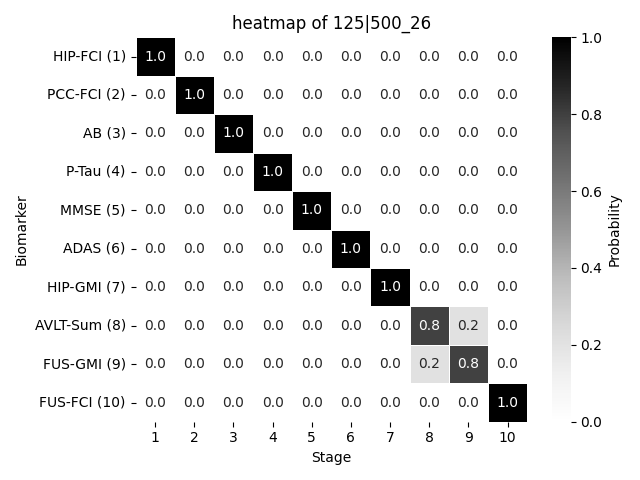 heatmap of 125|500_26
HIP-FCI (1) 1.0 0.0 0.0 0.0 0.0 0.0 0.0 0.0 0.0 0.0
PCC-FCI (2) 0.0 1.0 0.0 0.0 0.0 0.0 0.0 0.0 0.0 0.0
AB (3) 0.0 0.0 1.0 0.0 0.0 0.0 0.0 0.0 0.0 0.0
P-Tau (4) 0.0 0.0 0.0 1.0 0.0 0.0 0.0 0.0 0.0 0.0
MMSE (5) 0.0 0.0 0.0 0.0 1.0 0.0 0.0 0.0 0.0 0.0
ADAS (6) 0.0 0.0 0.0 0.0 0.0 1.0 0.0 0.0 0.0 0.0
HIP-GMI (7) 0.0 0.0 0.0 0.0 0.0 0.0 1.0 0.0 0.0 0.0
AVLT-Sum (8) 0.0 0.0 0.0 0.0 0.0 0.0 0.0 0.8 0.2 0.0
FUS-GMI (9) 0.0 0.0 0.0 0.0 0.0 0.0 0.0 0.2 0.8 0.0
FUS-FCI (10) 0.0 0.0 0.0 0.0 0.0 0.0 0.0 0.0 0.0 1.0
1 2 3 4 5 6 7 8 9 10
Stage
Biomarker
1.0
0.8
0.6
0.4
0.2
0.0
Probability